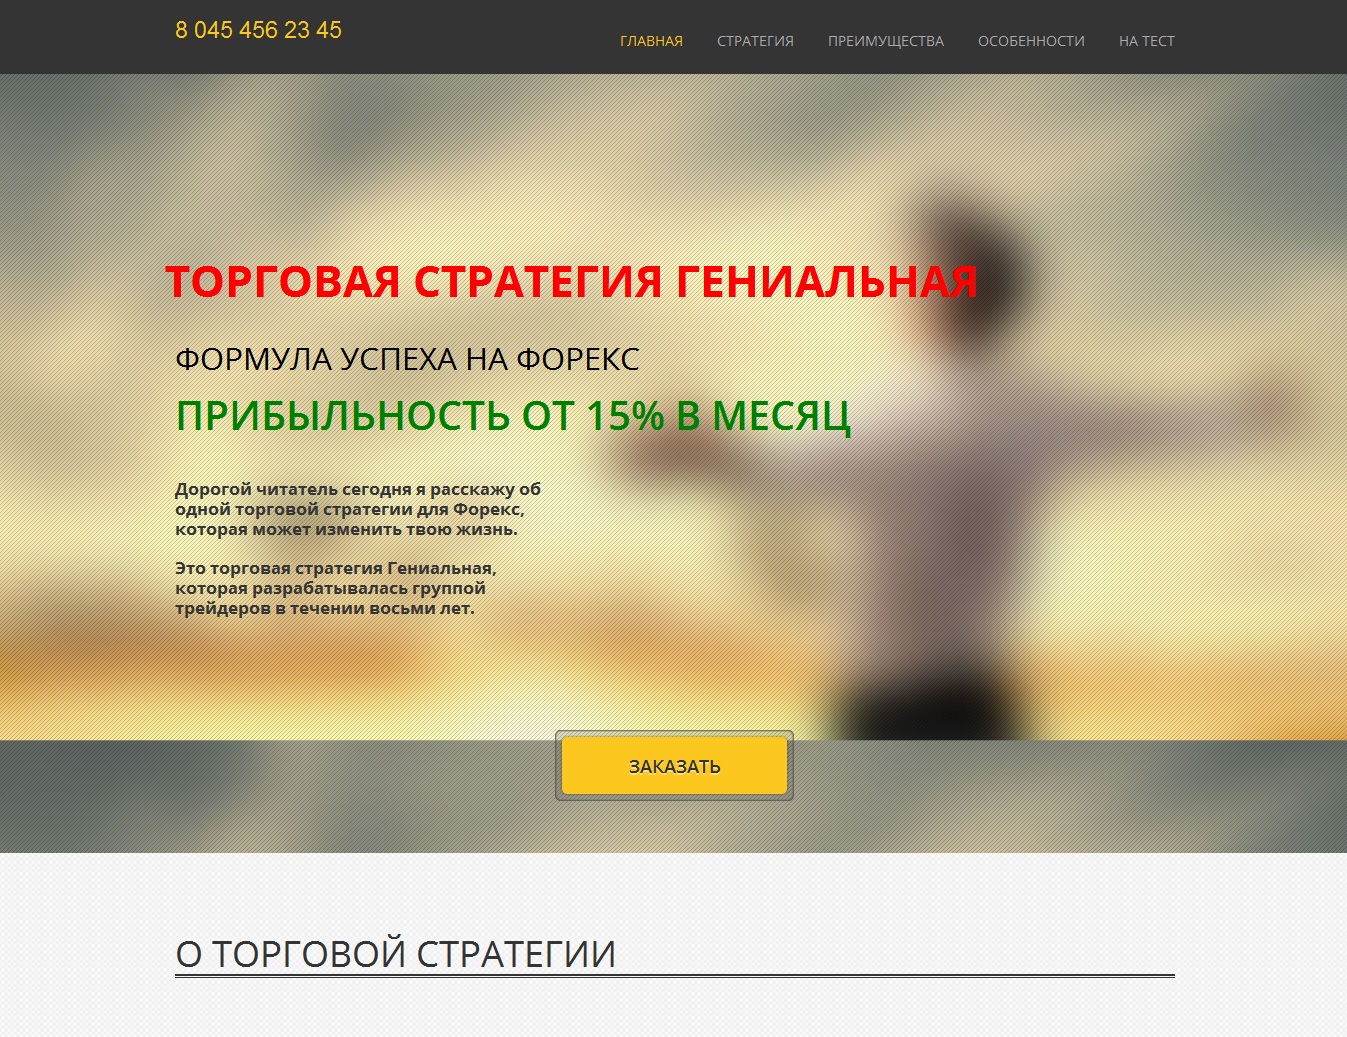 8 045 456 23 45
ГЛАВНАЯ СТРАТЕГИЯ ПРЕИМУЩЕСТВА ОСОБЕННОСТИ НА ТЕСТ
ТОРГОВАЯ СТРАТЕГИЯ ГЕНИАЛЬНАЯ
ФОРМУЛА УСПЕХА НА ФОРЕКС
ПРИБЫЛЬНОСТЬ ОТ 15% В МЕСЯЦ
Дорогой читатель сегодня я расскажу об
одной торговой стратегии для Форекс,
которая может изменить твою жизнь.
Это торговая стратегия Гениальная,
которая разрабатывалась группой
трейдеров в течении восьми лет.
ЗАКАЗАТЬ
О ТОРГОВОЙ СТРАТЕГИИ